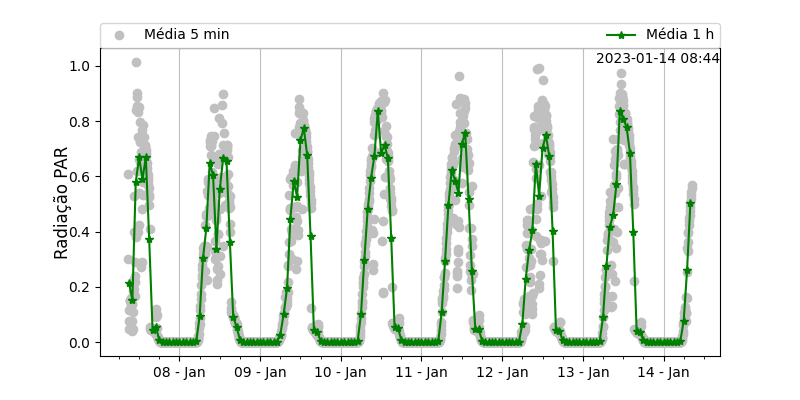 Média 5 min
Média 1 h
2023-01-14 08:44
Radiação PAR
1.0
0.8
0.6
0.4
0.2
0.0
08 - Jan
09 - Jan
10 - Jan
11 - Jan
12 - Jan
13 - Jan
14 - Jan